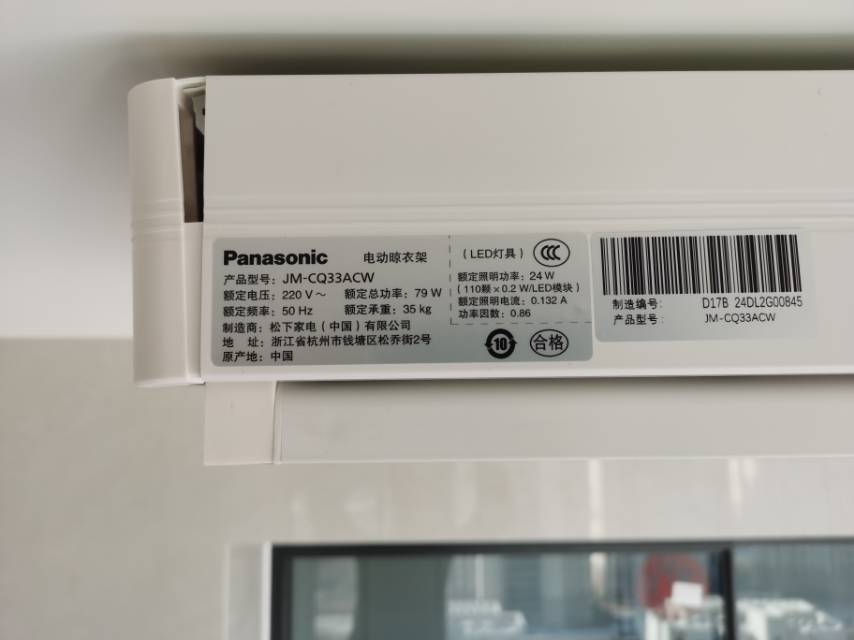 Panasonic 电动晾衣架
产品型号: JM-CQ33ACW
额定电压: 220 V～ 额定总功率: 79 W
额定频率: 50 Hz 额定承重: 35 kg
制造商: 松下家电（中国）有限公司
地 址: 浙江省杭州市钱塘区松乔街2号
原产地: 中国
（LED灯具）
CCC
额定照明功率: 24 W
（110颗×0.2 W/LED模块）
额定照明电流: 0.132 A
功率因数: 0.86
10 合格
制造编号: D17B 24DL2G00845
产品型号: JM-CQ33ACW